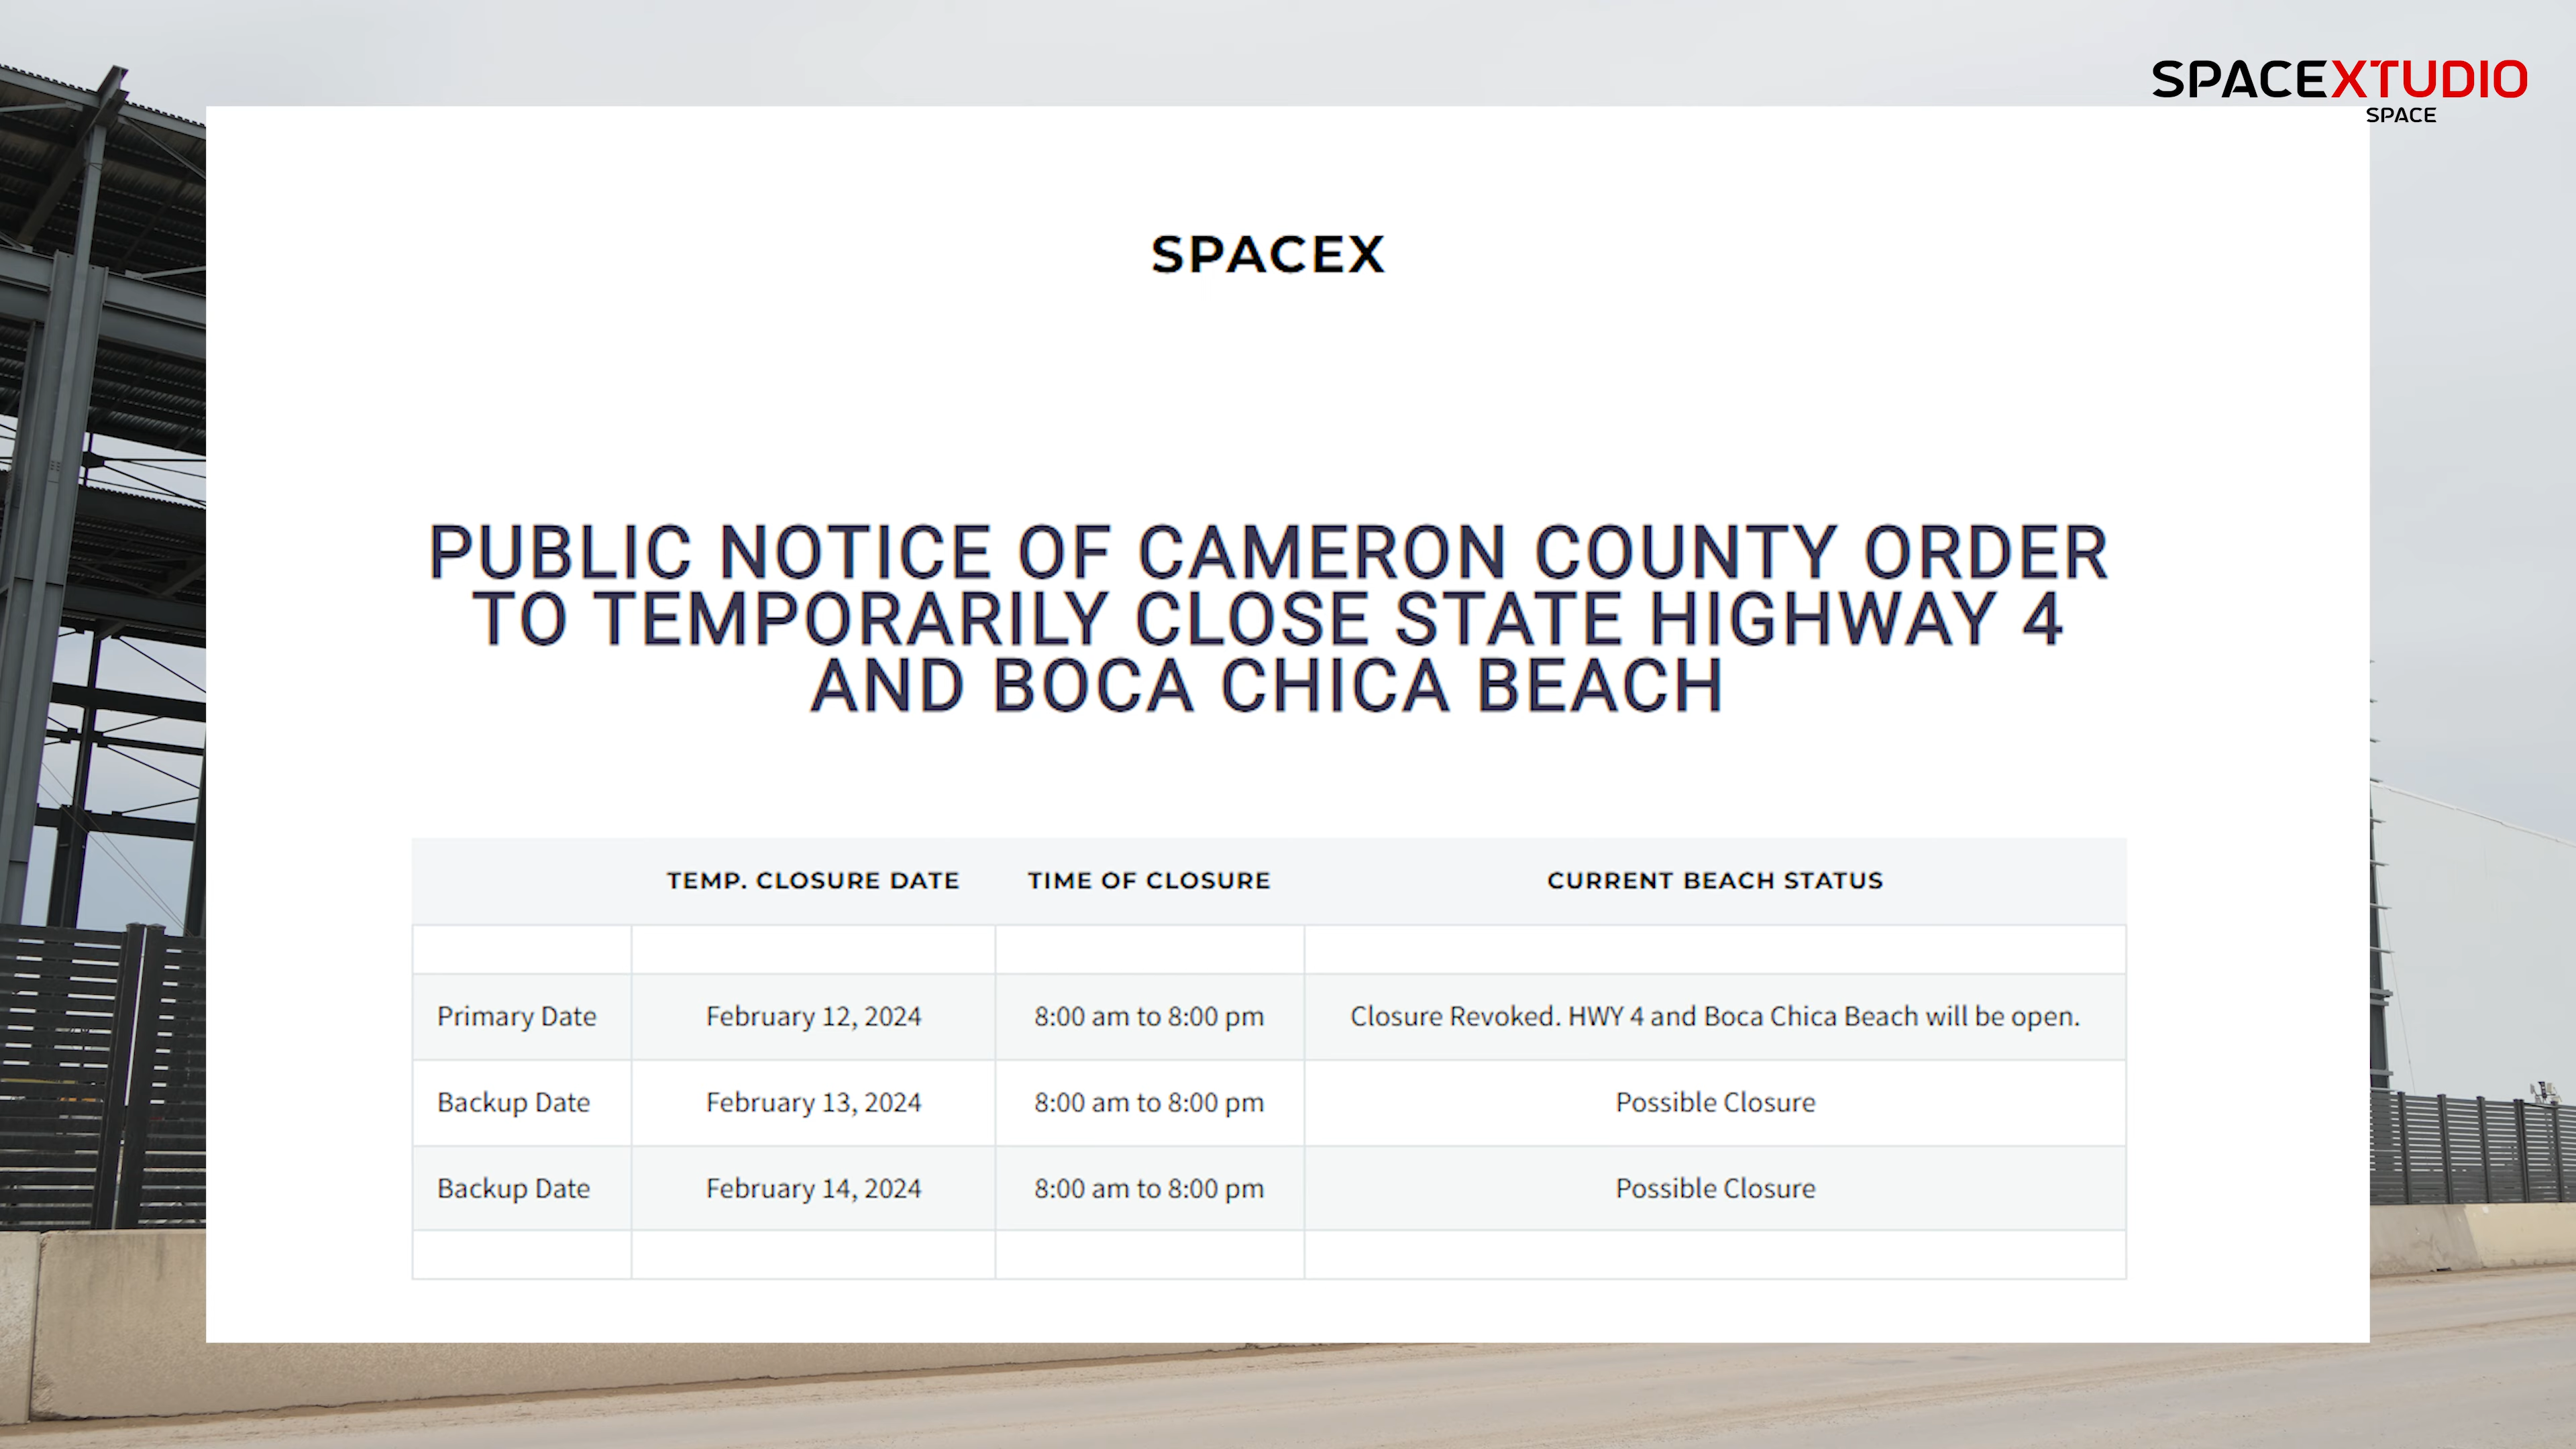 SPACEXTUDIO
SPACE
SPACEX
PUBLIC NOTICE OF CAMERON COUNTY ORDER
TO TEMPORARILY CLOSE STATE HIGHWAY 4
AND BOCA CHICA BEACH
TEMP. CLOSURE DATE TIME OF CLOSURE CURRENT BEACH STATUS
Primary Date February 12, 2024 8:00 am to 8:00 pm Closure Revoked. HWY 4 and Boca Chica Beach will be open.
Backup Date February 13, 2024 8:00 am to 8:00 pm Possible Closure
Backup Date February 14, 2024 8:00 am to 8:00 pm Possible Closure